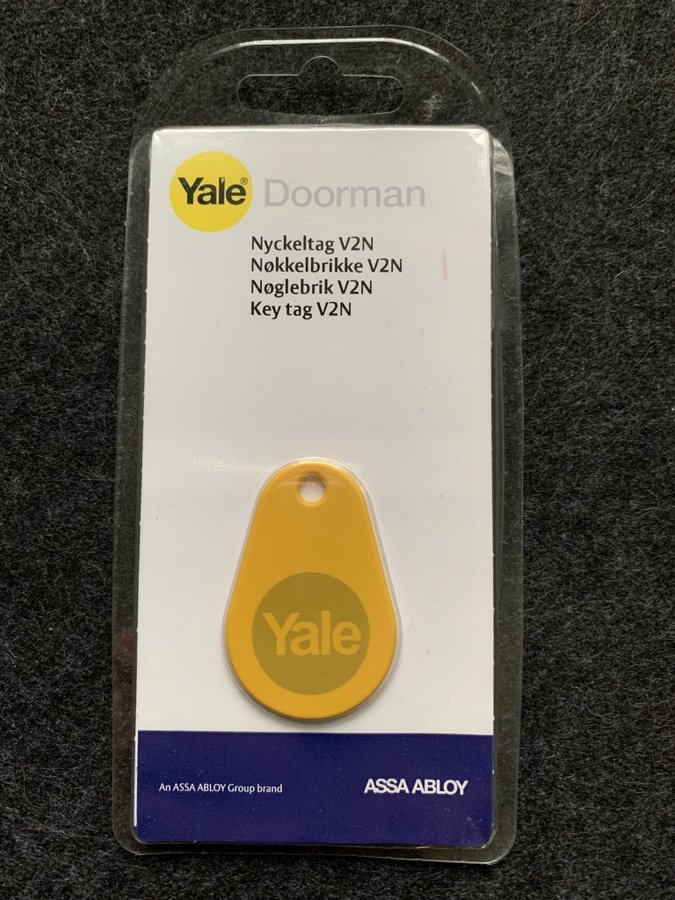 Yale® Doorman
Nyckeltag V2N
Nøkkelbrikke V2N
Nøglebrik V2N
Key tag V2N
Yale
An ASSA ABLOY Group brand
ASSA ABLOY